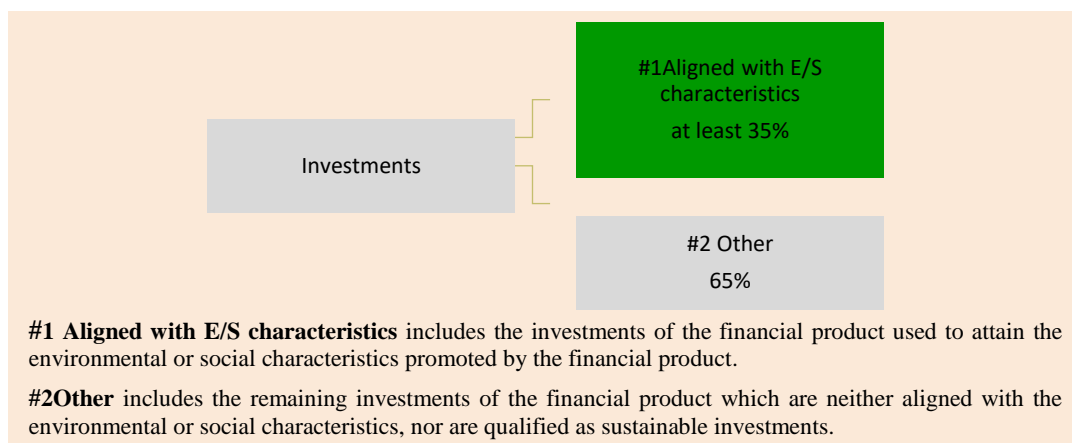 #1Aligned with E/S
characteristics
at least 35%
Investments
#2 Other
65%
#1 Aligned with E/S characteristics includes the investments of the financial product used to attain the
environmental or social characteristics promoted by the financial product.
#2Other includes the remaining investments of the financial product which are neither aligned with the
environmental or social characteristics, nor are qualified as sustainable investments.